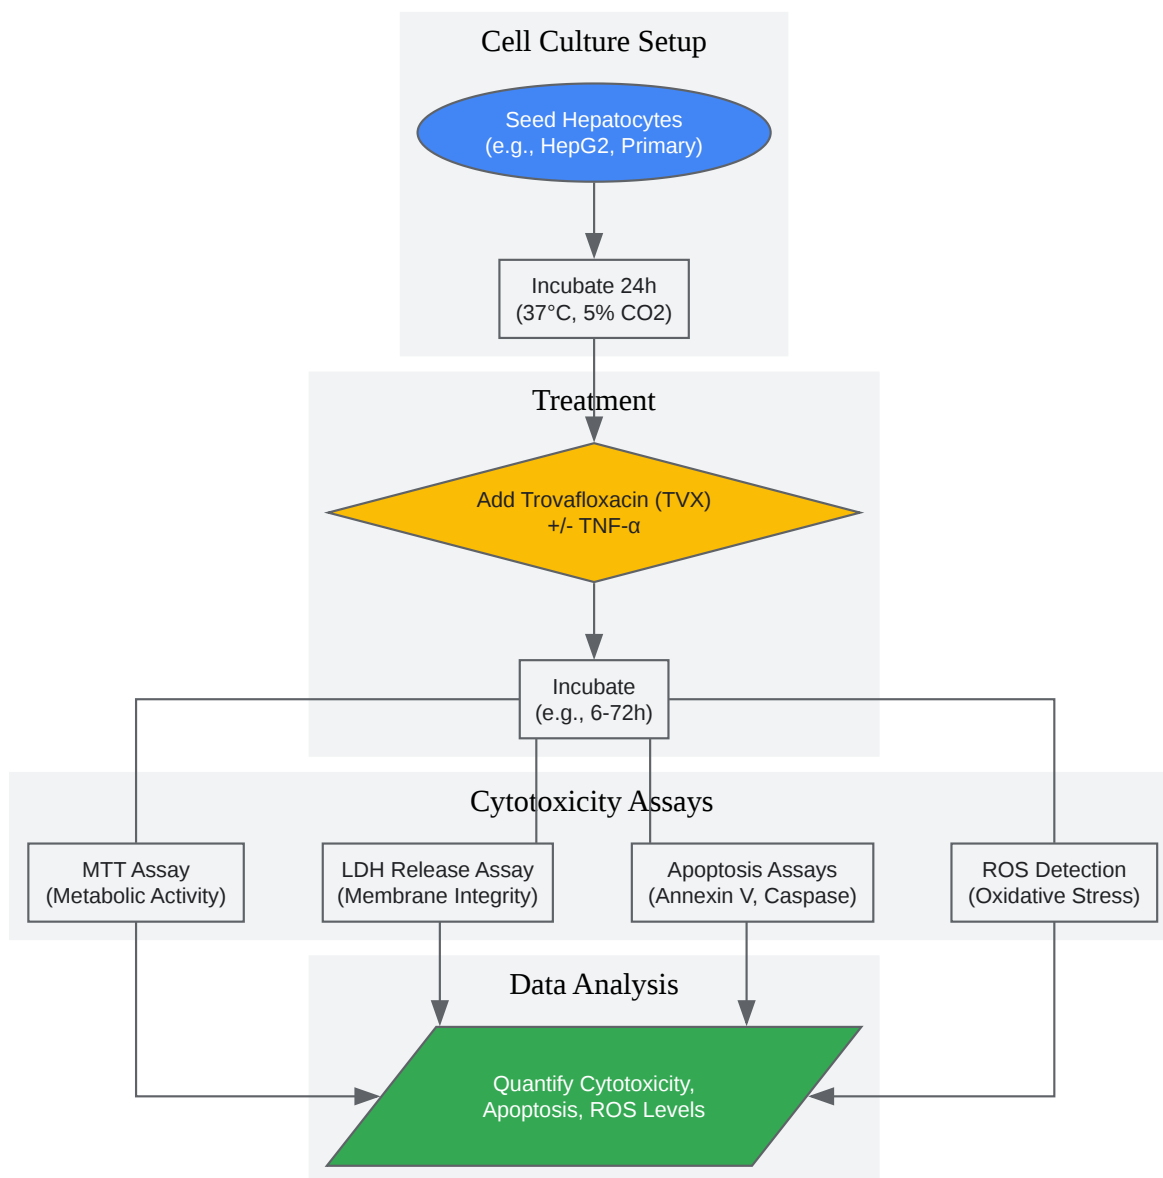 Cell Culture Setup
Seed Hepatocytes
(e.g., HepG2, Primary)
Incubate 24h
(37°C, 5% CO2)
Treatment
Add Trovafloxacin (TVX)
+/- TNF-α
Incubate
(e.g., 6-72h)
Cytotoxicity Assays
MTT Assay
(Metabolic Activity)
LDH Release Assay
(Membrane Integrity)
Apoptosis Assays
(Annexin V, Caspase)
ROS Detection
(Oxidative Stress)
Data Analysis
Quantify Cytotoxicity,
Apoptosis, ROS Levels